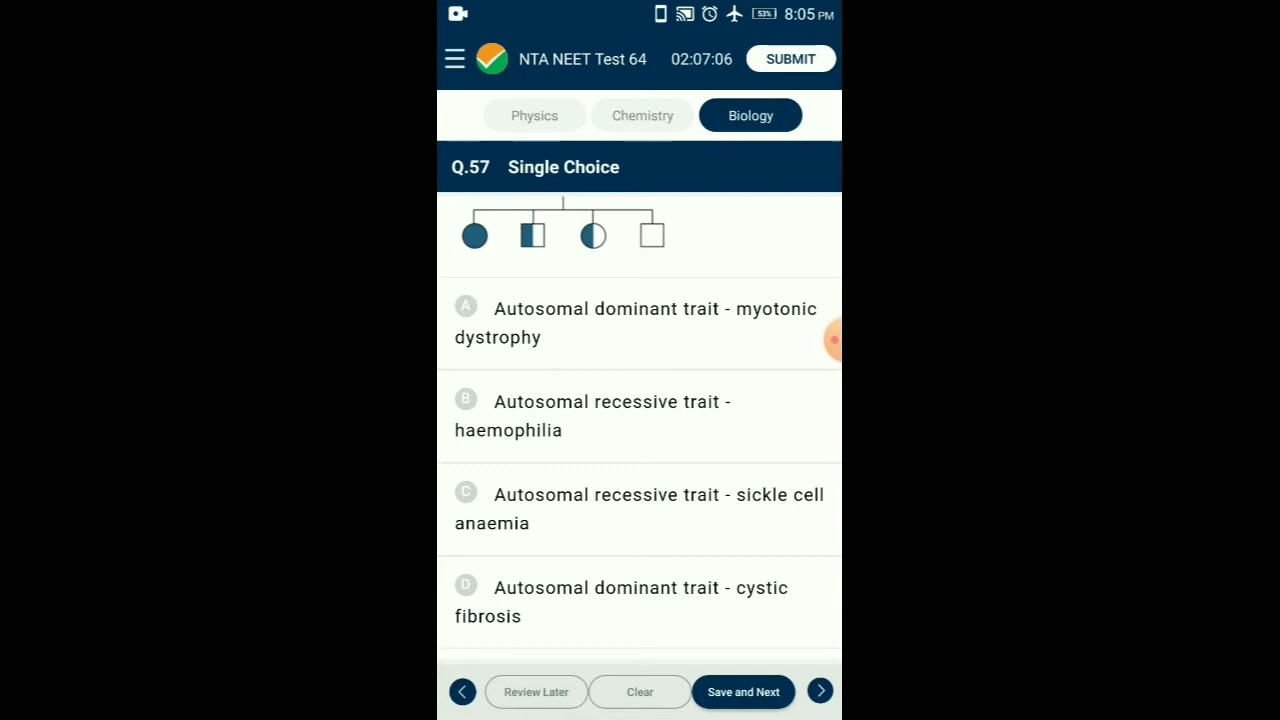 53% 8:05 PM
NTA NEET Test 64 02:07:06 SUBMIT
Physics Chemistry Biology
Q.57 Single Choice
A Autosomal dominant trait - myotonic
dystrophy
B Autosomal recessive trait -
haemophilia
C Autosomal recessive trait - sickle cell
anaemia
D Autosomal dominant trait - cystic
fibrosis
Review Later Clear Save and Next